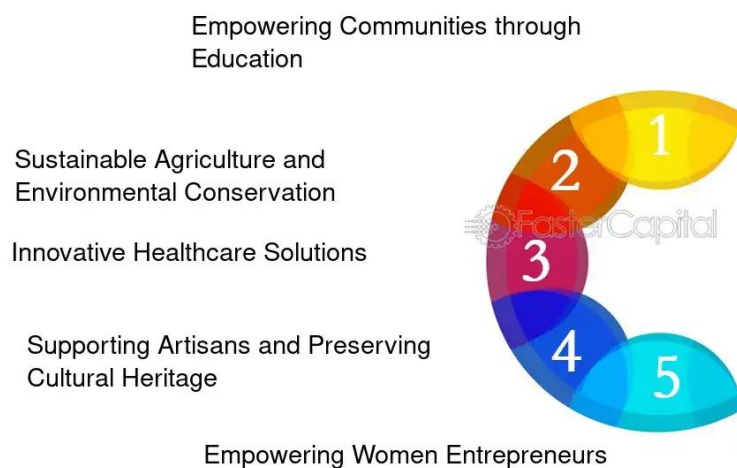 Empowering Communities through
Education
1
Sustainable Agriculture and
Environmental Conservation
2
FasterCapital
Innovative Healthcare Solutions
3
Supporting Artisans and Preserving
Cultural Heritage
4
5
Empowering Women Entrepreneurs